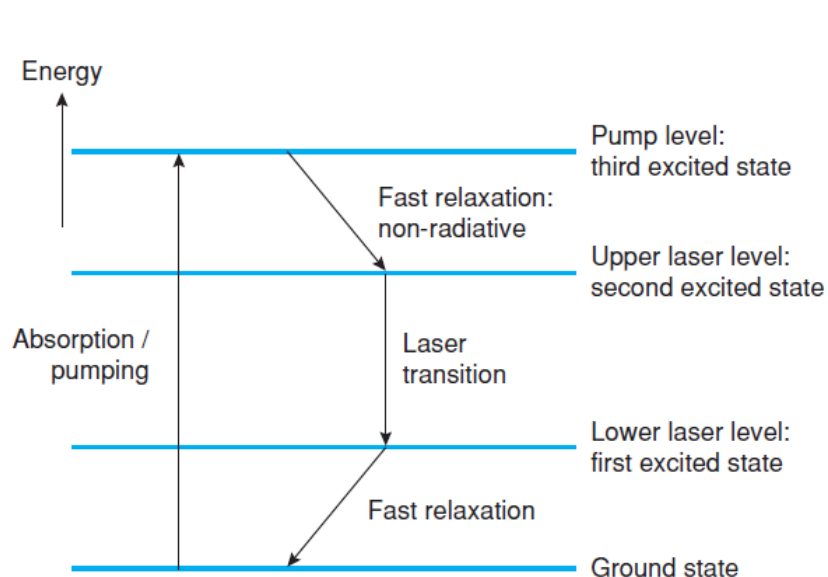 Energy
Pump level:
third excited state
Fast relaxation:
non-radiative
Upper laser level:
second excited state
Absorption /
pumping
Laser
transition
Lower laser level:
first excited state
Fast relaxation
Ground state